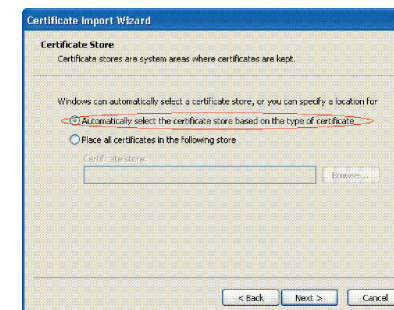 Certificate Import Wizard
Certificate Store
Certificate stores are system areas where certificates are kept.
Windows can automatically select a certificate store, or you can specify a location for
Automatically select the certificate store based on the type of certificate
Place all certificates in the following store
Certificate store:
Browse...
< Back Next > Cancel